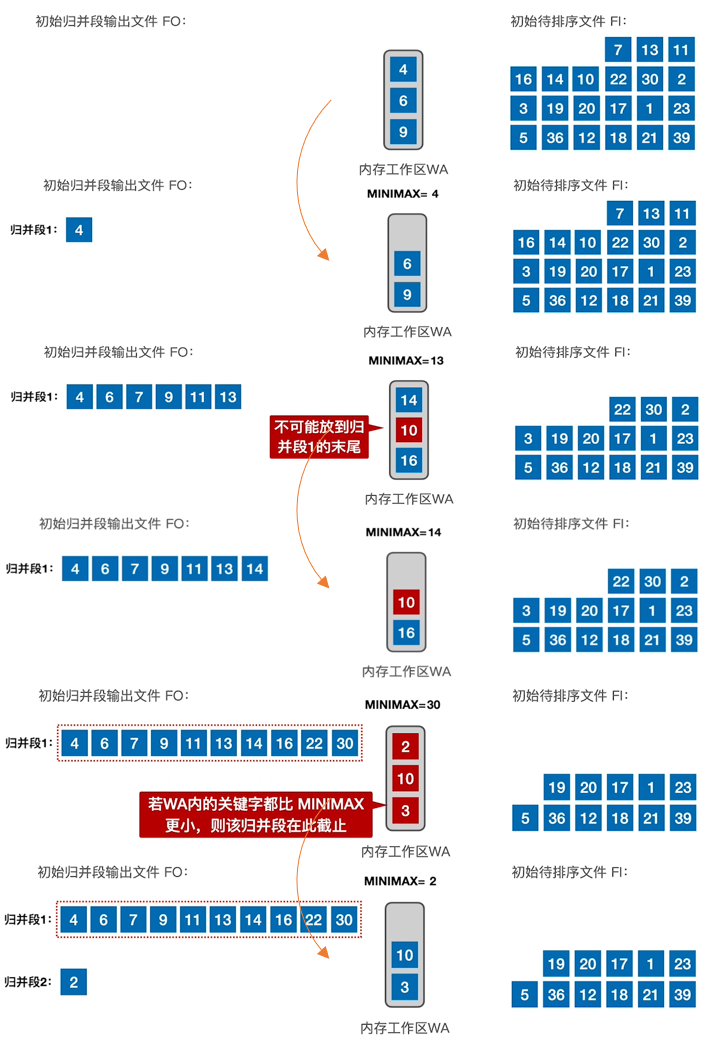 初始归并段输出文件 FO：
初始待排序文件 FI：
7 13 11
4
16 14 10 22 30 2
6
3 19 20 17 1 23
9
5 36 12 18 21 39
内存工作区WA
初始归并段输出文件 FO：
MINIMAX= 4
初始待排序文件 FI：
归并段1： 4
7 13 11
16 14 10 22 30 2
6
3 19 20 17 1 23
9
5 36 12 18 21 39
内存工作区WA
初始归并段输出文件 FO：
MINIMAX=13
初始待排序文件 FI：
归并段1： 4 6 7 9 11 13
14
22 30 2
不可能放到归
并段1的末尾
10
3 19 20 17 1 23
16
5 36 12 18 21 39
内存工作区WA
初始归并段输出文件 FO：
MINIMAX=14
初始待排序文件 FI：
归并段1： 4 6 7 9 11 13 14
22 30 2
10
3 19 20 17 1 23
16
5 36 12 18 21 39
内存工作区WA
初始归并段输出文件 FO：
MINIMAX=30
初始待排序文件 FI：
归并段1： 4 6 7 9 11 13 14 16 22 30
2
10
19 20 17 1 23
若WA内的关键字都比 MINIMAX
更小，则该归并段在此截止
3
5 36 12 18 21 39
内存工作区WA
初始归并段输出文件 FO：
MINIMAX= 2
初始待排序文件 FI：
归并段1： 4 6 7 9 11 13 14 16 22 30
10
19 20 17 1 23
归并段2： 2
3
5 36 12 18 21 39
内存工作区WA